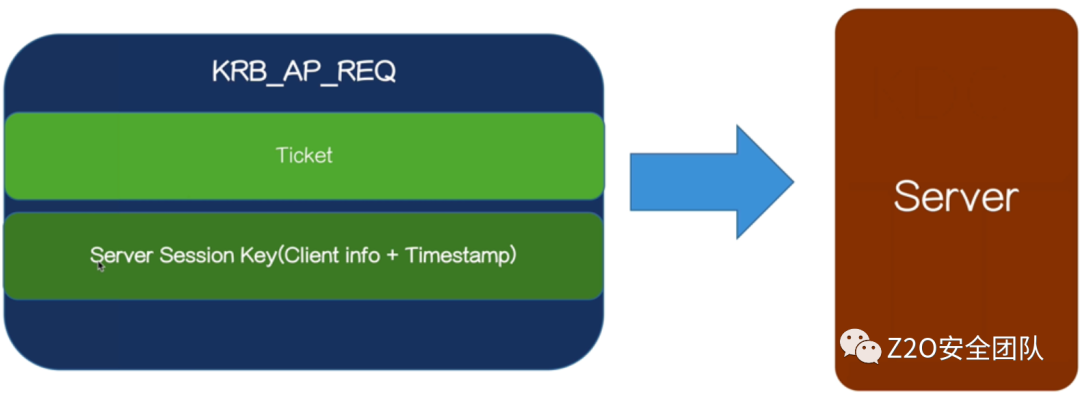 KRB_AP_REQ
Ticket
Server Session Key(Client info + Timestamp)
Server
Z2O安全团队